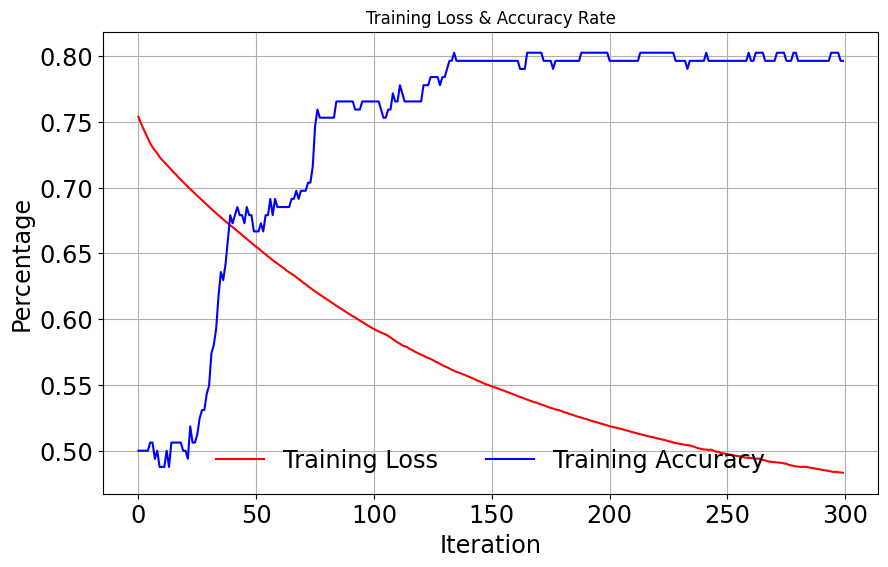 Training Loss & Accuracy Rate
Percentage
0.80
0.75
0.70
0.65
0.60
0.55
0.50
Training Loss
Training Accuracy
0 50 100 150 200 250 300
Iteration